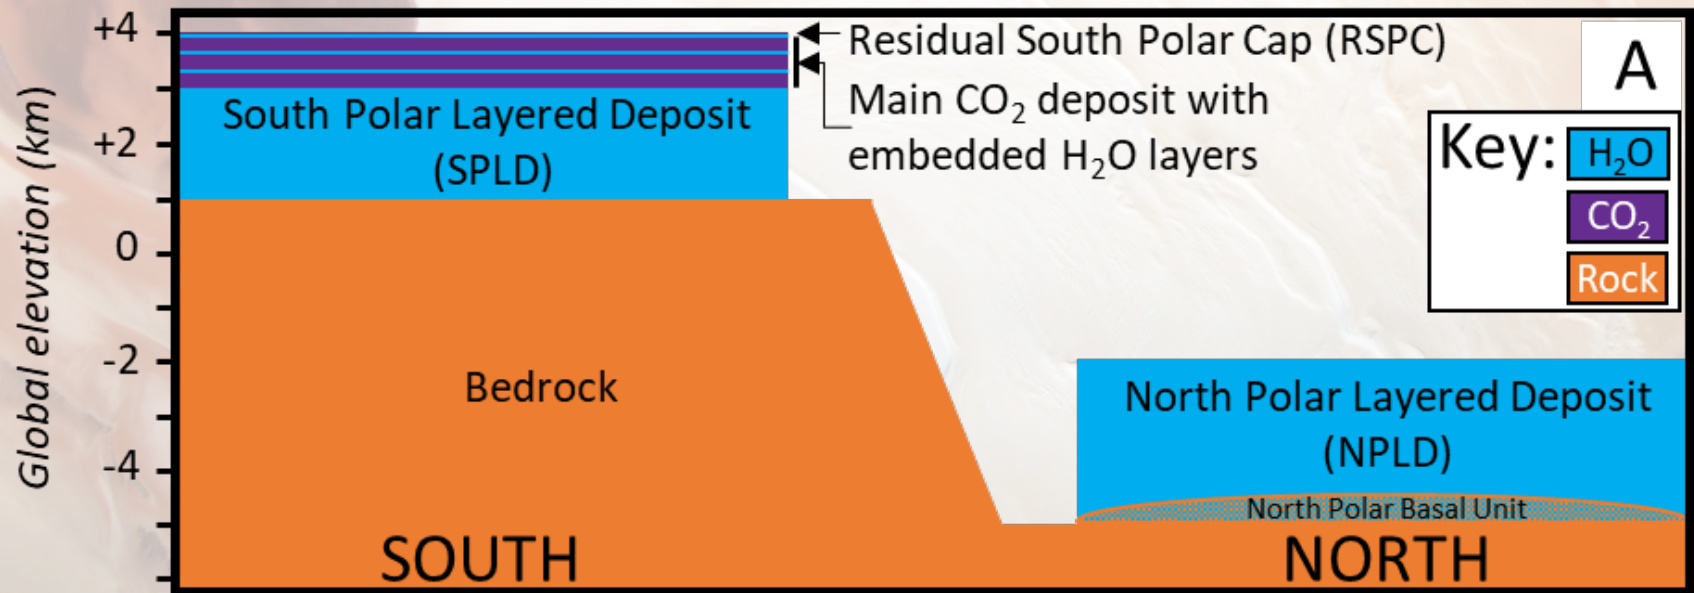 Global elevation (km)
+4
+2
0
-2
-4
Residual South Polar Cap (RSPC)
Main CO₂ deposit with
embedded H₂O layers
A
Key:
H₂O
CO₂
Rock
South Polar Layered Deposit
(SPLD)
Bedrock
North Polar Layered Deposit
(NPLD)
North Polar Basal Unit
SOUTH
NORTH